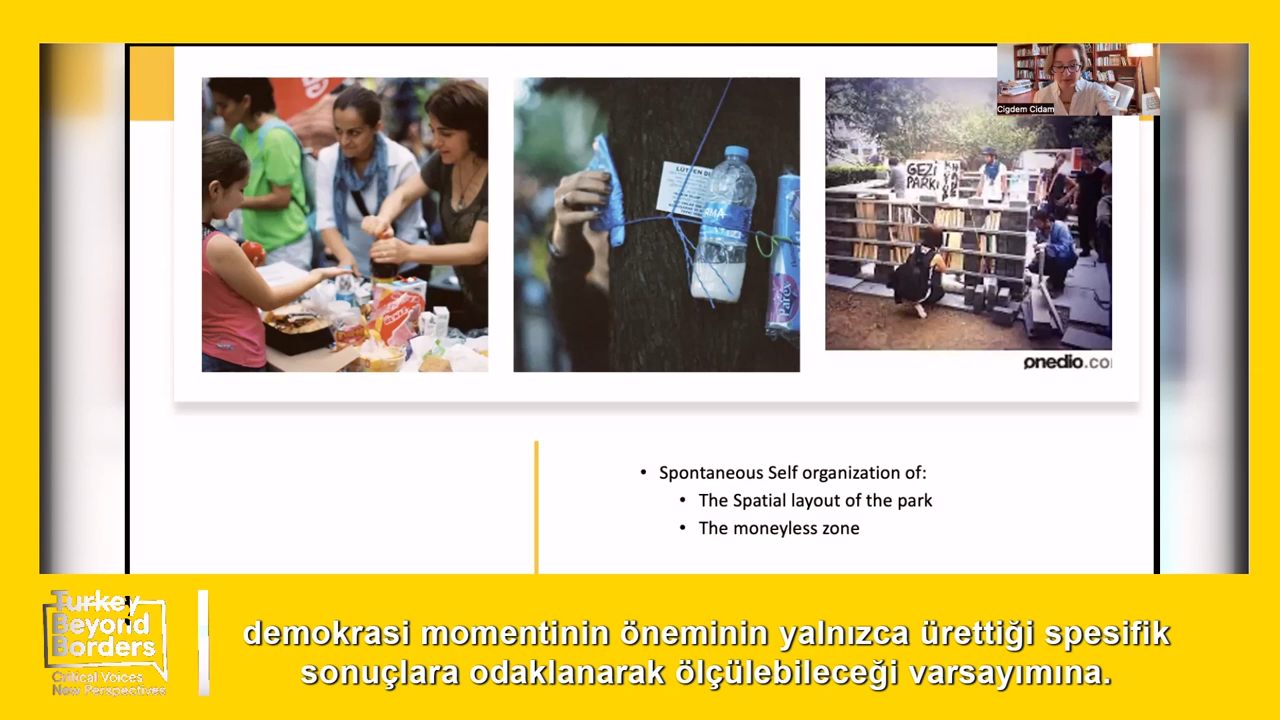 Cigdem Cidam
GEZİ
PARKI
Parex
onedio.co
• Spontaneous Self organization of:
• The Spatial layout of the park
• The moneyless zone
Turkey
Beyond
Borders
Critical Voices
New Perspectives
demokrasi momentinin öneminin yalnızca ürettiği spesifik
sonuçlara odaklanarak ölçülebileceği varsayımına.